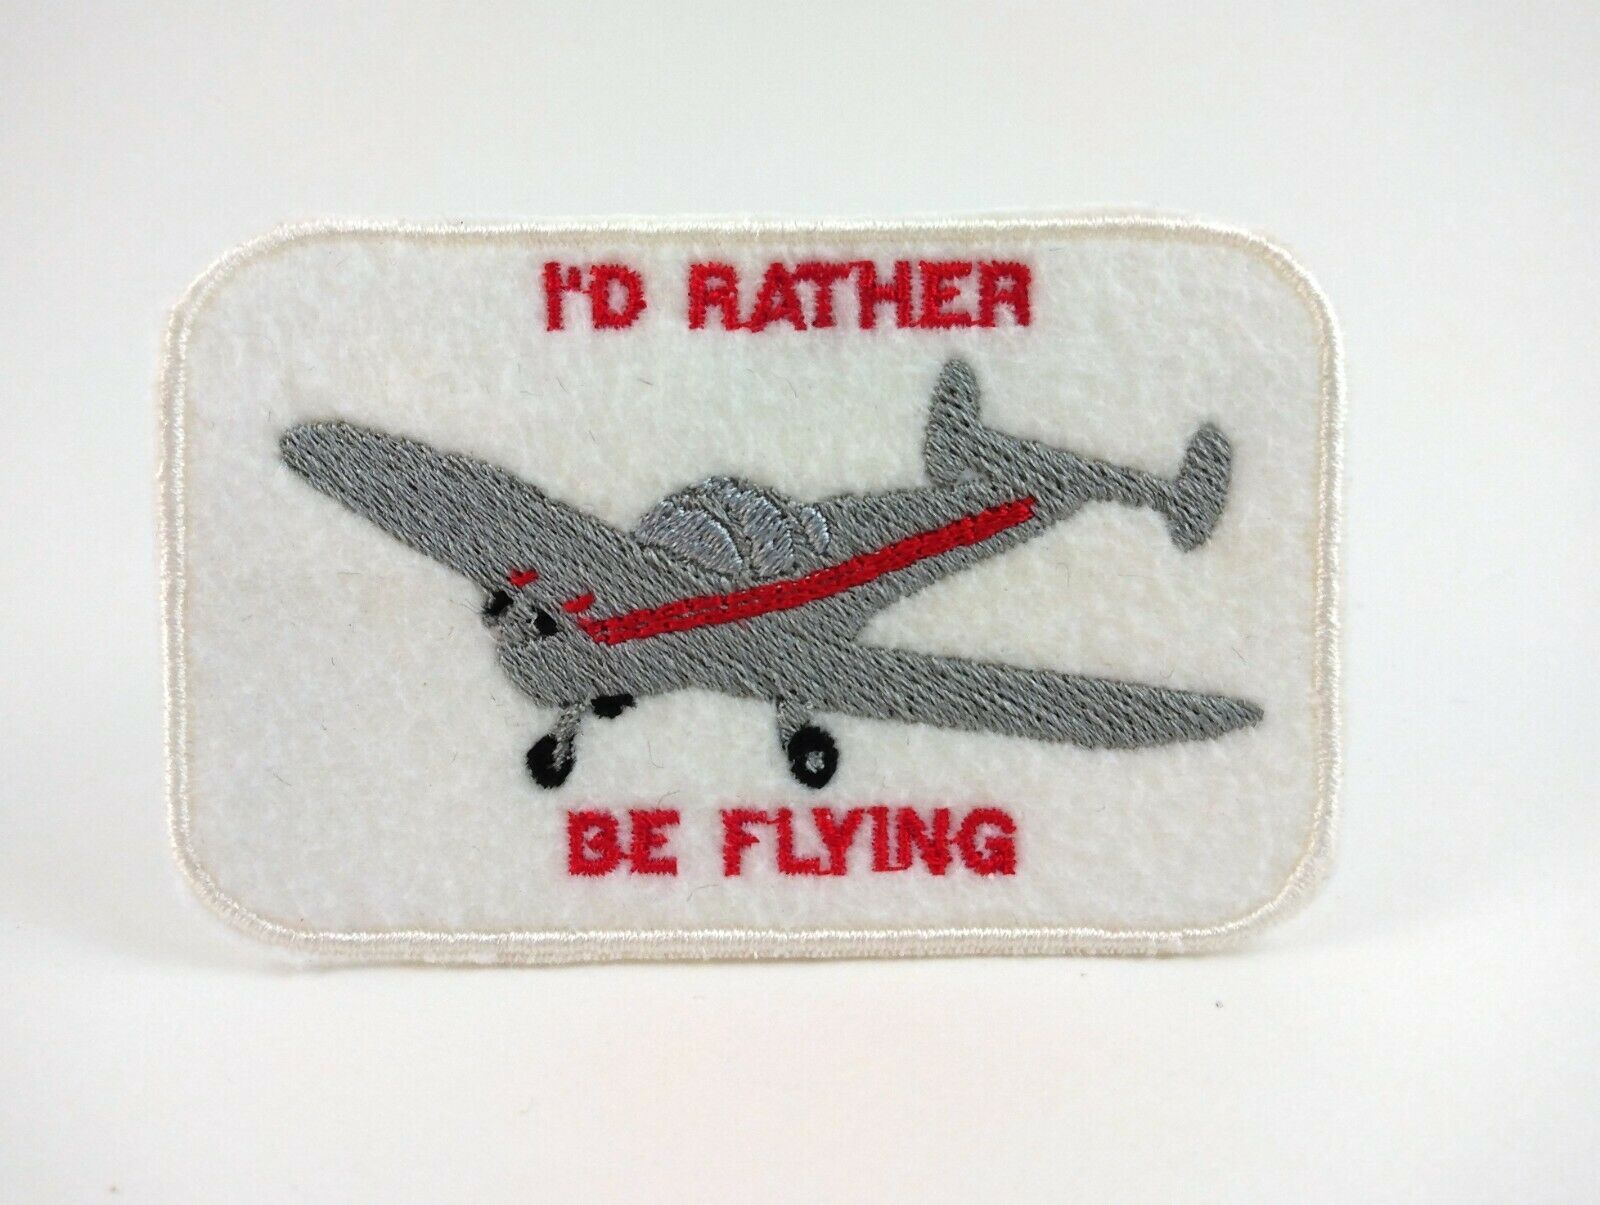 I'D RATHER
BE FLYING